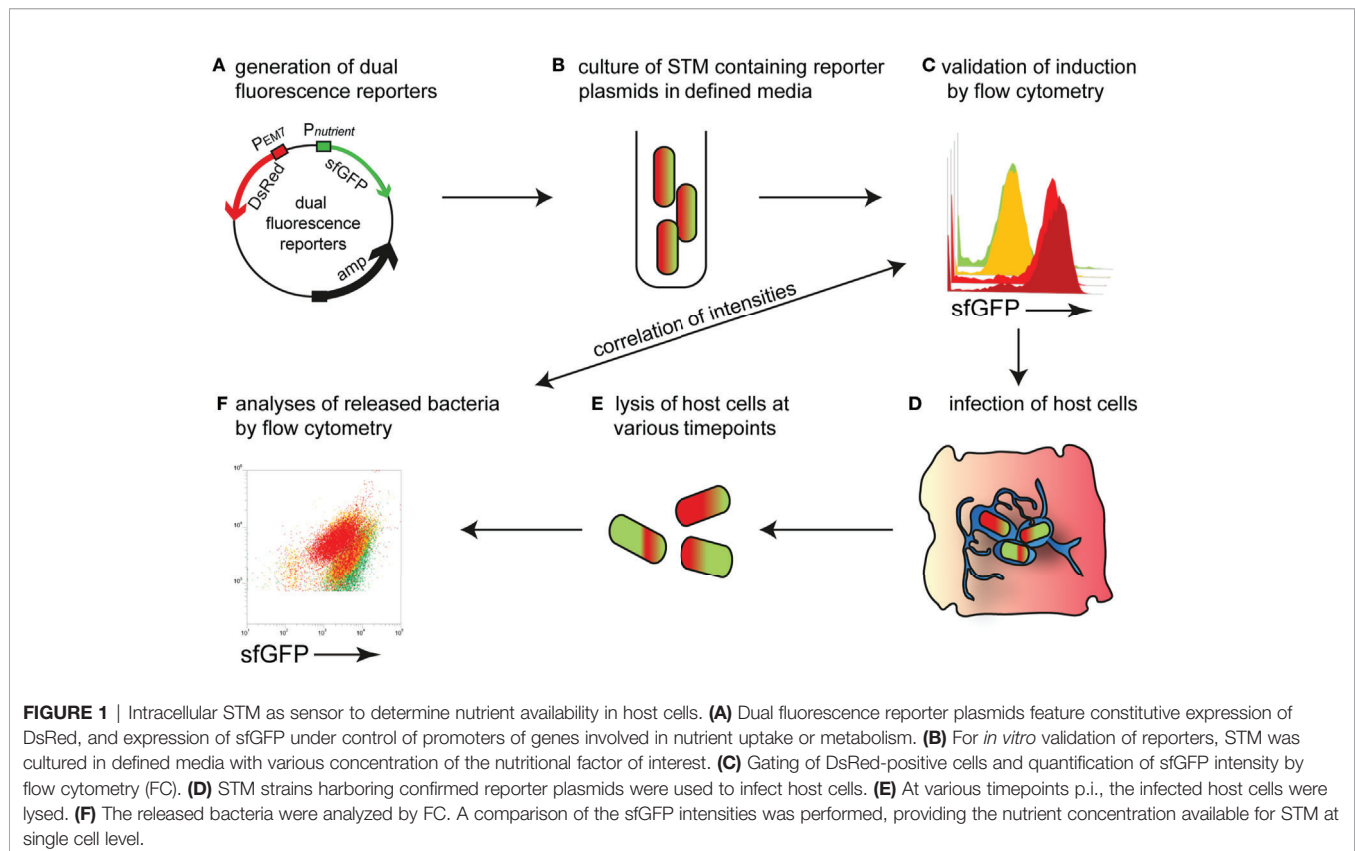 A generation of dual
fluorescence reporters
PEM7
Pnutrient
DsRed
sfGFP
dual
fluorescence
reporters
amp
B culture of STM containing reporter
plasmids in defined media
C validation of induction
by flow cytometry
sfGFP
correlation of intensities
F analyses of released bacteria
by flow cytometry
10¹
10² 
10³
10⁴
sfGFP
E lysis of host cells at
various timepoints
D infection of host cells
FIGURE 1 | Intracellular STM as sensor to determine nutrient availability in host cells. (A) Dual fluorescence reporter plasmids feature constitutive expression of
DsRed, and expression of sfGFP under control of promoters of genes involved in nutrient uptake or metabolism. (B) For in vitro validation of reporters, STM was
cultured in defined media with various concentration of the nutritional factor of interest. (C) Gating of DsRed-positive cells and quantification of sfGFP intensity by
flow cytometry (FC). (D) STM strains harboring confirmed reporter plasmids were used to infect host cells. (E) At various timepoints p.i., the infected host cells were
lysed. (F) The released bacteria were analyzed by FC. A comparison of the sfGFP intensities was performed, providing the nutrient concentration available for STM at
single cell level.